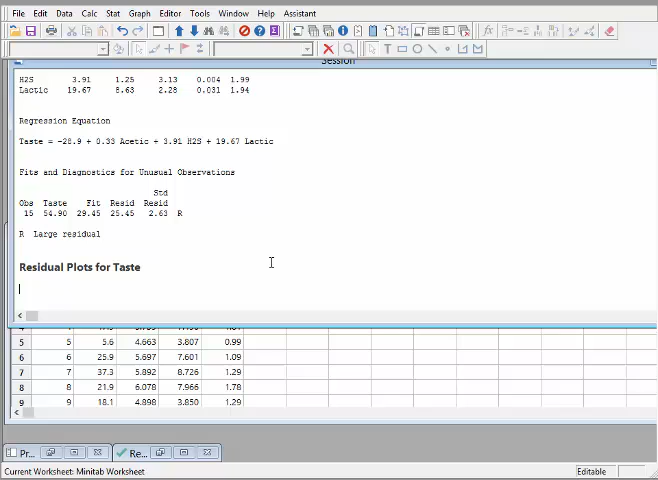 File Edit Data Calc Stat Graph Editor Tools Window Help Assistant
Session
H2S 3.91 1.25 3.13 0.004 1.99
Lactic 19.67 8.63 2.28 0.031 1.94
Regression Equation
Taste = -28.9 + 0.33 Acetic + 3.91 H2S + 19.67 Lactic
Fits and Diagnostics for Unusual Observations
Std
Obs Taste Fit Resid Resid
15 54.90 29.45 25.45 2.63 R
R Large residual
Residual Plots for Taste
5 5.6 4.663 3.807 0.99
6 25.9 5.697 7.601 1.09
7 37.3 5.892 8.726 1.29
8 21.9 6.078 7.966 1.78
9 18.1 4.898 3.850 1.29
Pr... Re...
Current Worksheet: Minitab Worksheet Editable